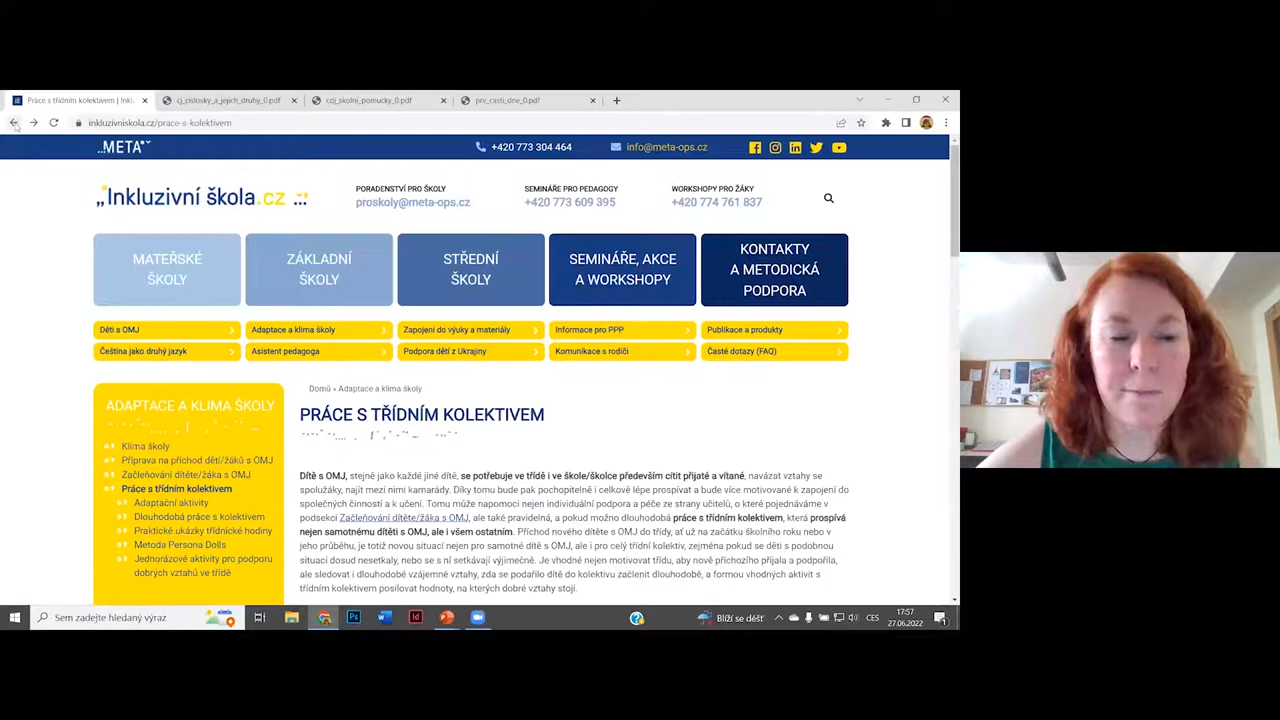 Práce s třídním kolektivem | Inkl
cj_cislovky_a_jejich_druhy_0.pdf
cdj_skolni_pomucky_0.pdf
prv_casti_dne_0.pdf
inkluzivniskola.cz/prace-s-kolektivem
META
+420 773 304 464
info@meta-ops.cz
„Inkluzivní škola.cz
PORADENSTVÍ PRO ŠKOLY
proskoly@meta-ops.cz
SEMINÁŘE PRO PEDAGOGY
+420 773 609 395
WORKSHOPY PRO ŽÁKY
+420 774 761 837
MATEŘSKÉ
ŠKOLY
ZÁKLADNÍ
ŠKOLY
STŘEDNÍ
ŠKOLY
SEMINÁŘE, AKCE
A WORKSHOPY
KONTAKTY
A METODICKÁ
PODPORA
Děti s OMJ
Adaptace a klima školy
Zapojení do výuky a materiály
Informace pro PPP
Publikace a produkty
Čeština jako druhý jazyk
Asistent pedagoga
Podpora dětí z Ukrajiny
Komunikace s rodiči
Časté dotazy (FAQ)
ADAPTACE A KLIMA ŠKOLY
Klima školy
Příprava na příchod dětí/žáků s OMJ
Začleňování dítěte/žáka s OMJ
Práce s třídním kolektivem
Adaptační aktivity
Dlouhodobá práce s kolektivem
Praktické ukázky třídnické hodiny
Metoda Persona Dolls
Jednorázové aktivity pro podporu
dobrých vztahů ve třídě
Domů » Adaptace a klima školy
PRÁCE S TŘÍDNÍM KOLEKTIVEM
Dítě s OMJ, stejně jako každé jiné dítě, se potřebuje ve třídě i ve škole/školce především cítit přijaté a vítané, navázat vztahy se
spolužáky, najít mezi nimi kamarády. Díky tomu bude pak pochopitelně i celkově lépe prospívat a bude více motivované k zapojení do
společných činností a k učení. Tomu může napomoci nejen individuální podpora a péče ze strany učitelů, o které pojednáváme v
podsekci Začleňování dítěte/žáka s OMJ, ale také pravidelná, a pokud možno dlouhodobá práce s třídním kolektivem, která prospívá
nejen samotnému dítěti s OMJ, ale i všem ostatním. Příchod nového dítěte do třídy, ať už na začátku školního roku nebo v
jeho průběhu, je totiž novou situací nejen pro samotné dítě s OMJ, ale i pro celý třídní kolektiv, zejména pokud se děti s podobnou
situací dosud nesetkaly, nebo se s ní setkávají výjimečně. Je vhodné nejen motivovat třídu, aby nově příchozího přijala a podpořila,
ale sledovat i dlouhodobé vzájemné vztahy, zda se podařilo dítě do kolektivu začlenit dlouhodobě, a formou vhodných aktivit s
třídním kolektivem posilovat hodnoty, na kterých dobré vztahy stojí.
Sem zadejte hledaný výraz
Blíží se déšť
CES
17:57
27.06.2022